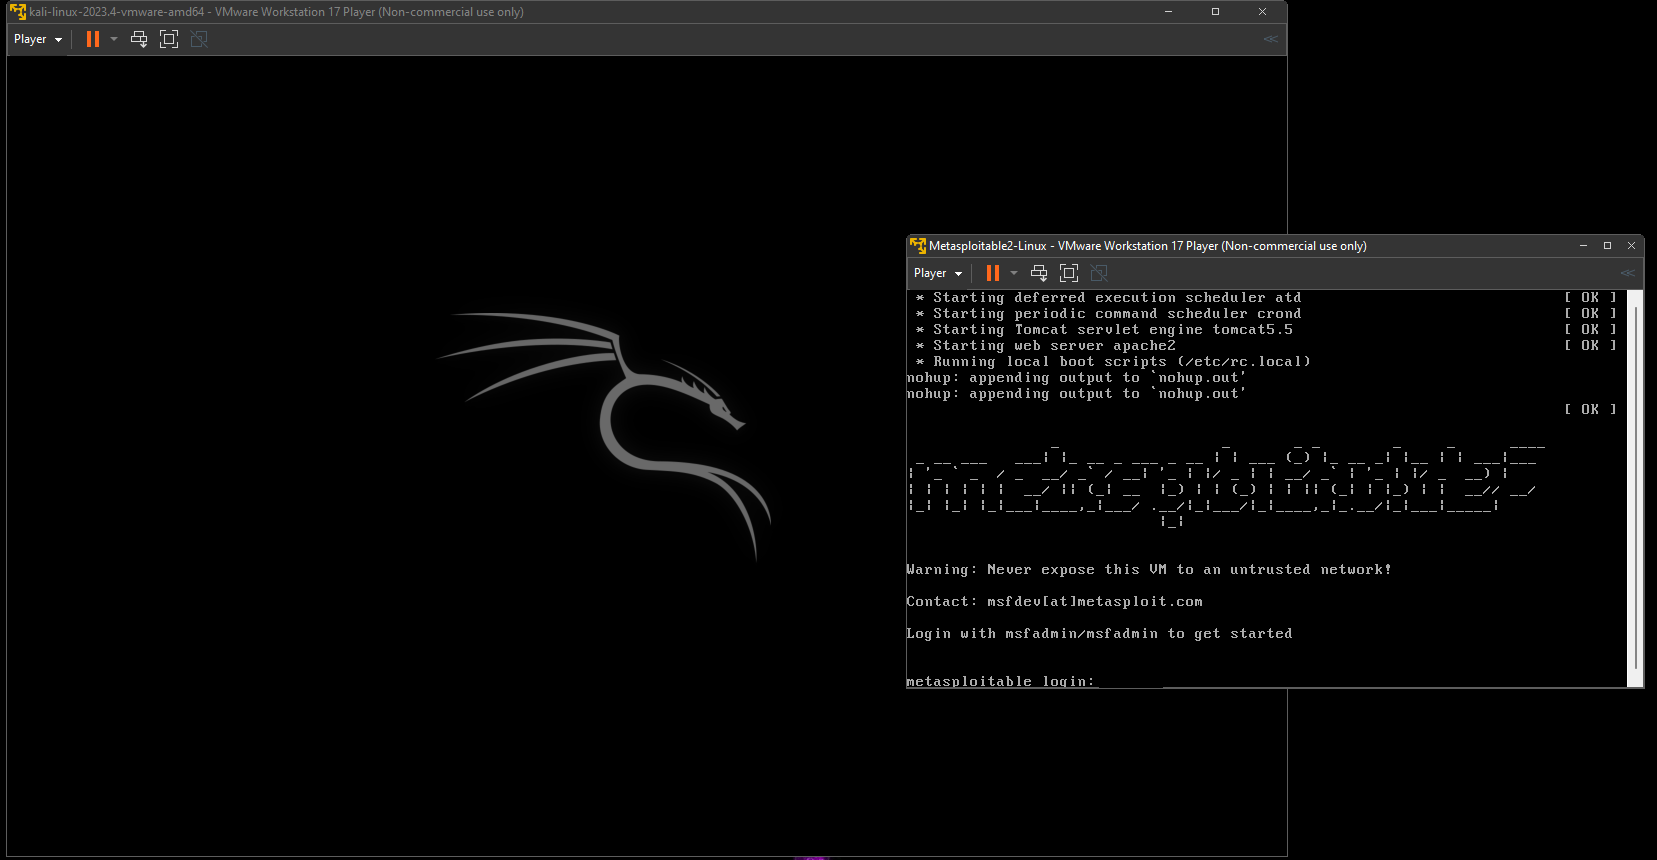 kali-linux-2023.4-vmware-amd64 - VMware Workstation 17 Player (Non-commercial use only)
Player
Metasploitable2-Linux - VMware Workstation 17 Player (Non-commercial use only)
Player
* Starting deferred execution scheduler atd [ OK ]
* Starting periodic command scheduler crond [ OK ]
* Starting Tomcat servlet engine tomcat5.5 [ OK ]
* Starting web server apache2 [ OK ]
* Running local boot scripts (/etc/rc.local)
nohup: appending output to `nohup.out'
nohup: appending output to `nohup.out'
[ OK ]
metasploitable2
Warning: Never expose this VM to an untrusted network!
Contact: msfdev[at]metasploit.com
Login with msfadmin/msfadmin to get started
metasploitable login: